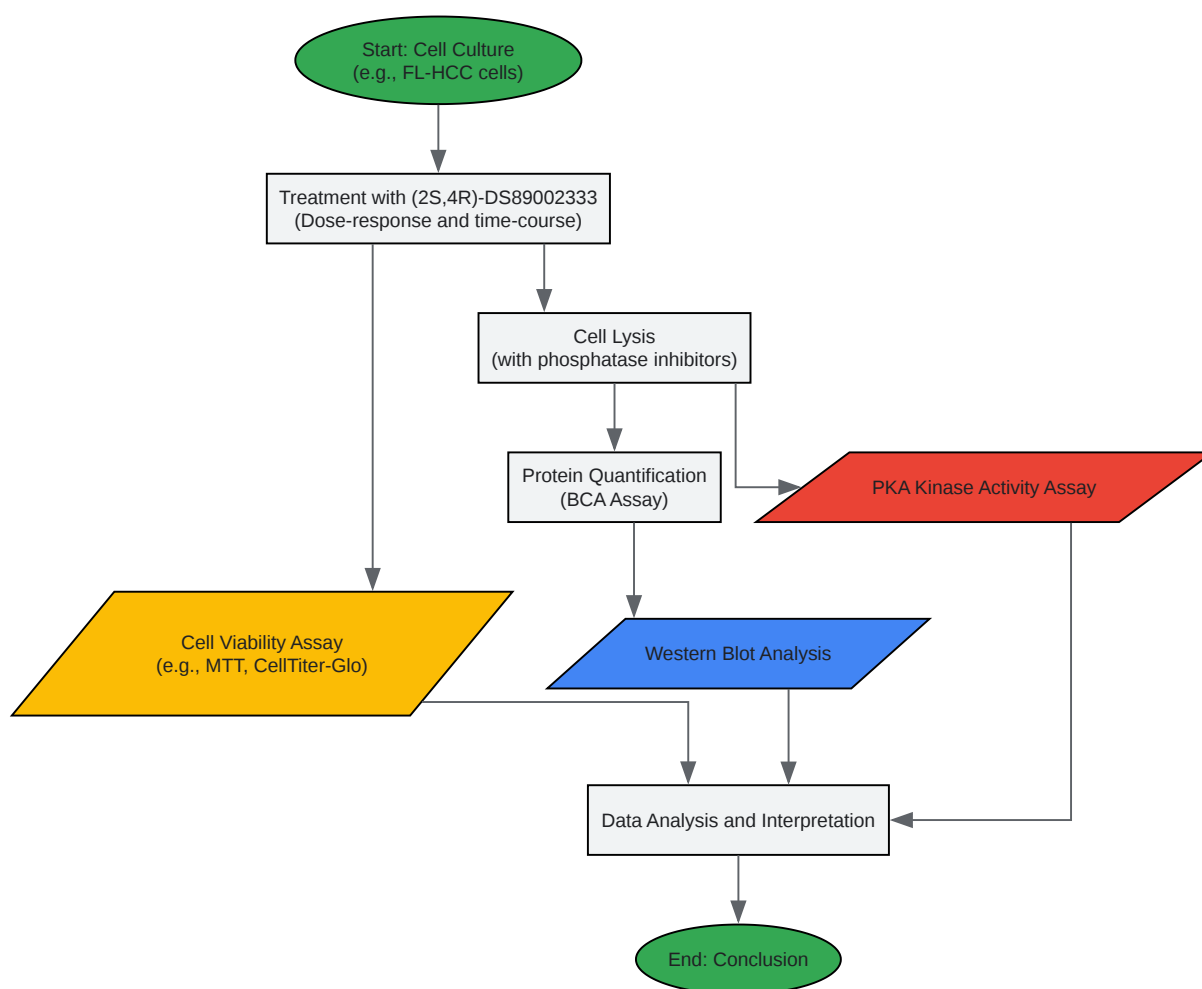 Start: Cell Culture
(e.g., FL-HCC cells)
Treatment with (2S,4R)-DS89002333
(Dose-response and time-course)
Cell Lysis
(with phosphatase inhibitors)
Protein Quantification
(BCA Assay)
PKA Kinase Activity Assay
Cell Viability Assay
(e.g., MTT, CellTiter-Glo)
Western Blot Analysis
Data Analysis and Interpretation
End: Conclusion